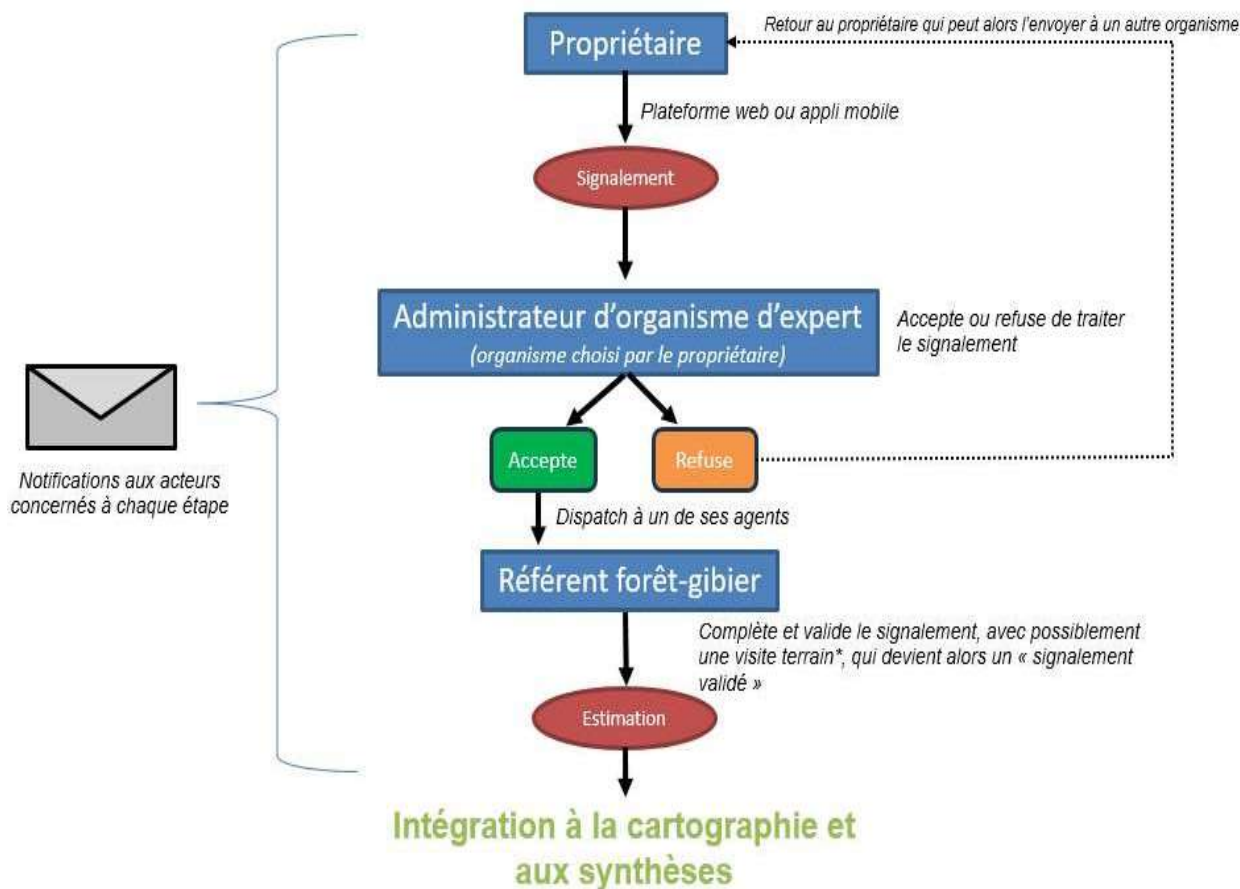 Retour au propriétaire qui peut alors l'envoyer à un autre organisme
Propriétaire
Plateforme web ou appli mobile
Signalement
Administrateur d'organisme d'expert
(organisme choisi par le propriétaire)
Accepte ou refuse de traiter
le signalement
Accepte
Refuse
Notifications aux acteurs
concernés à chaque étape
Dispatch à un de ses agents
Référent forêt-gibier
Complète et valide le signalement, avec possiblement
une visite terrain*, qui devient alors un « signalement
validé »
Estimation
Intégration à la cartographie et
aux synthèses